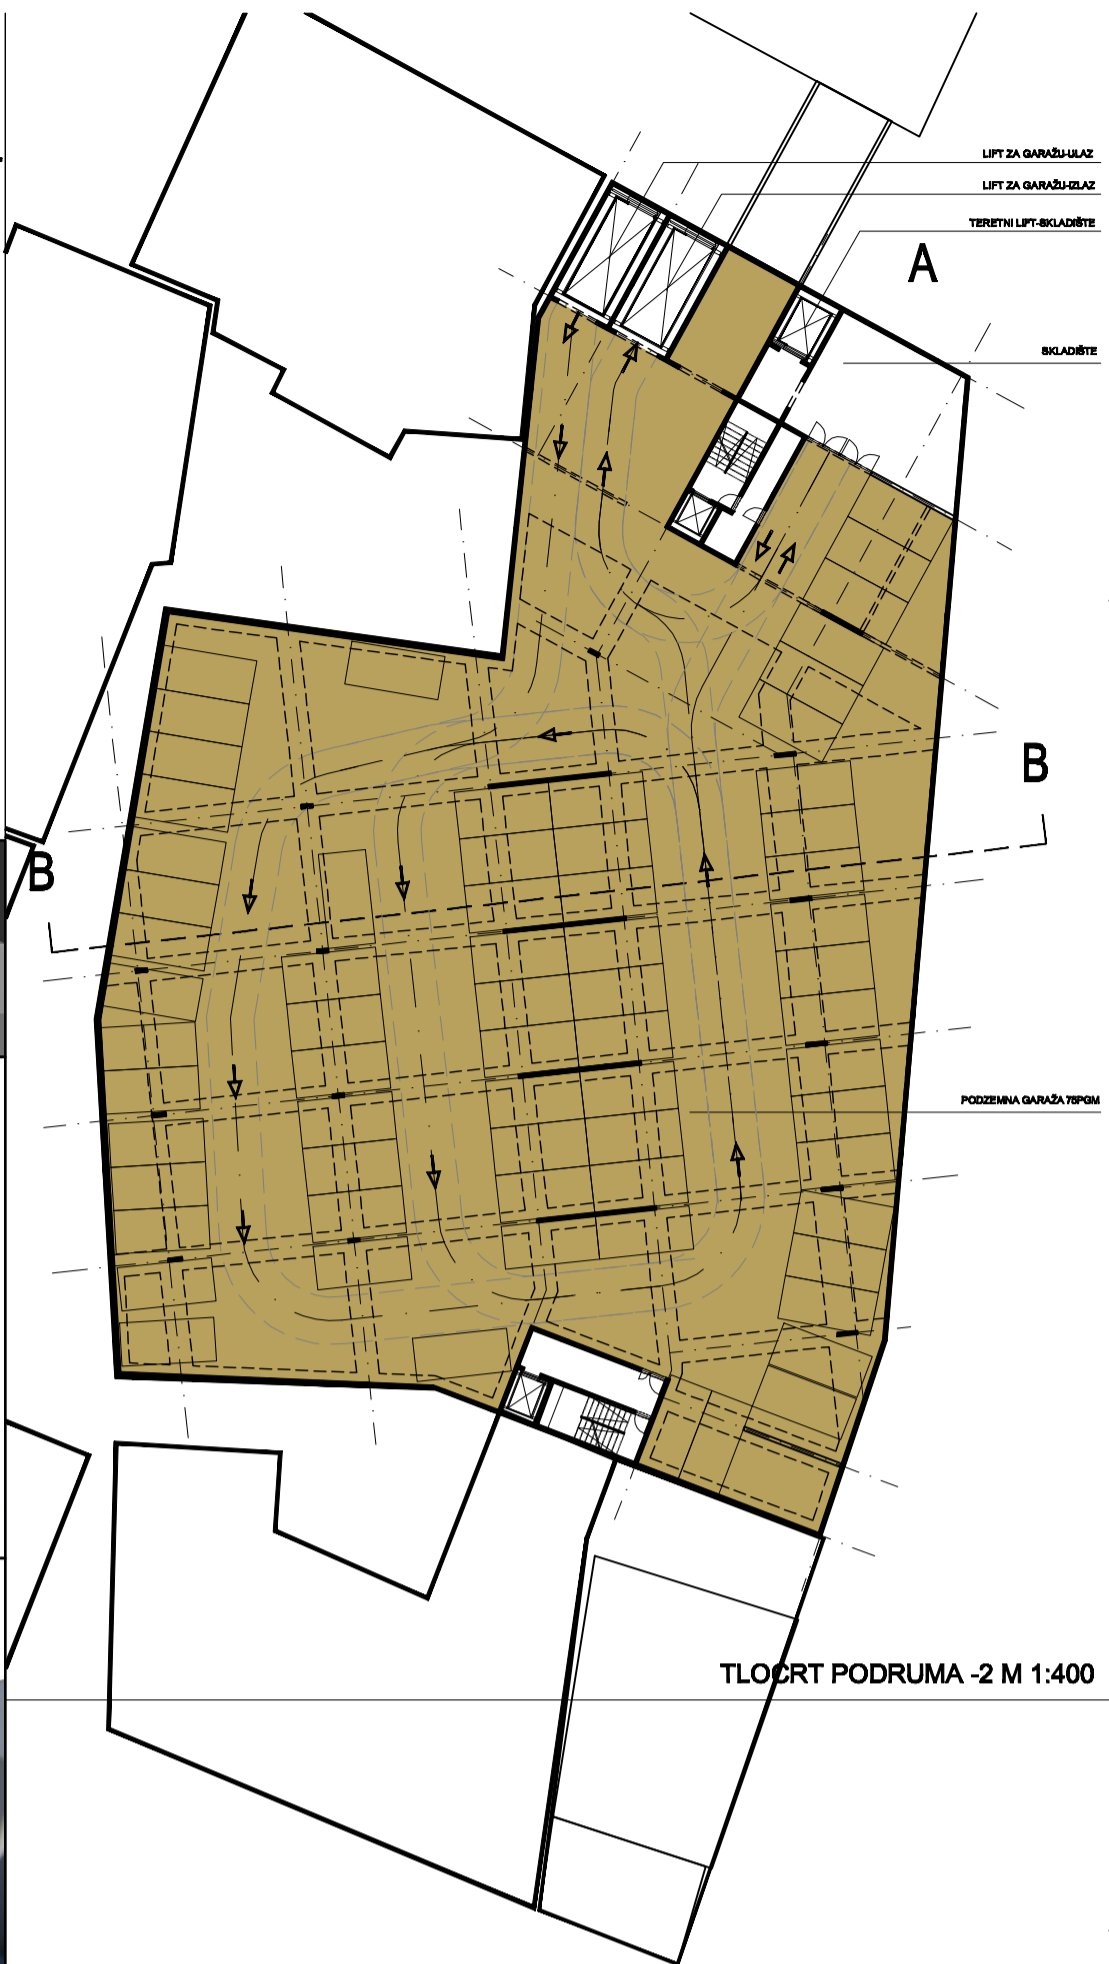 LIFT ZA GARAŽU-ULAZ
LIFT ZA GARAŽU-IZLAZ
TERETNI LIFT-SKLADIŠTE
A
SKLADIŠTE
B
B
PODZEMNA GARAŽA 75PGM
TLOCRT PODRUMA -2 M 1:400